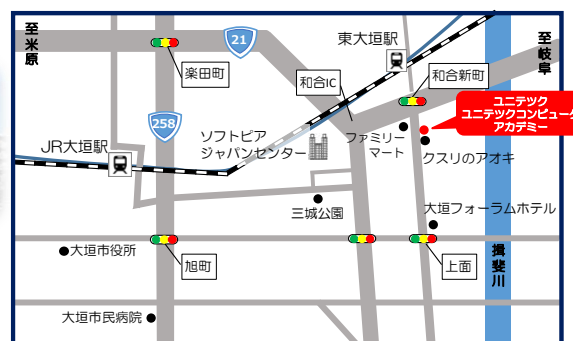 至米原
21
東大垣駅
至岐阜
楽田町
和合IC
和合新町
ユニテック
ユニテックコンピュータ
アカデミー
258
ソフトピア
ジャパンセンター
ファミリー
マート
クスリのアオキ
JR大垣駅
三城公園
大垣フォーラムホテル
大垣市役所
旭町
上面
揖斐川
大垣市民病院